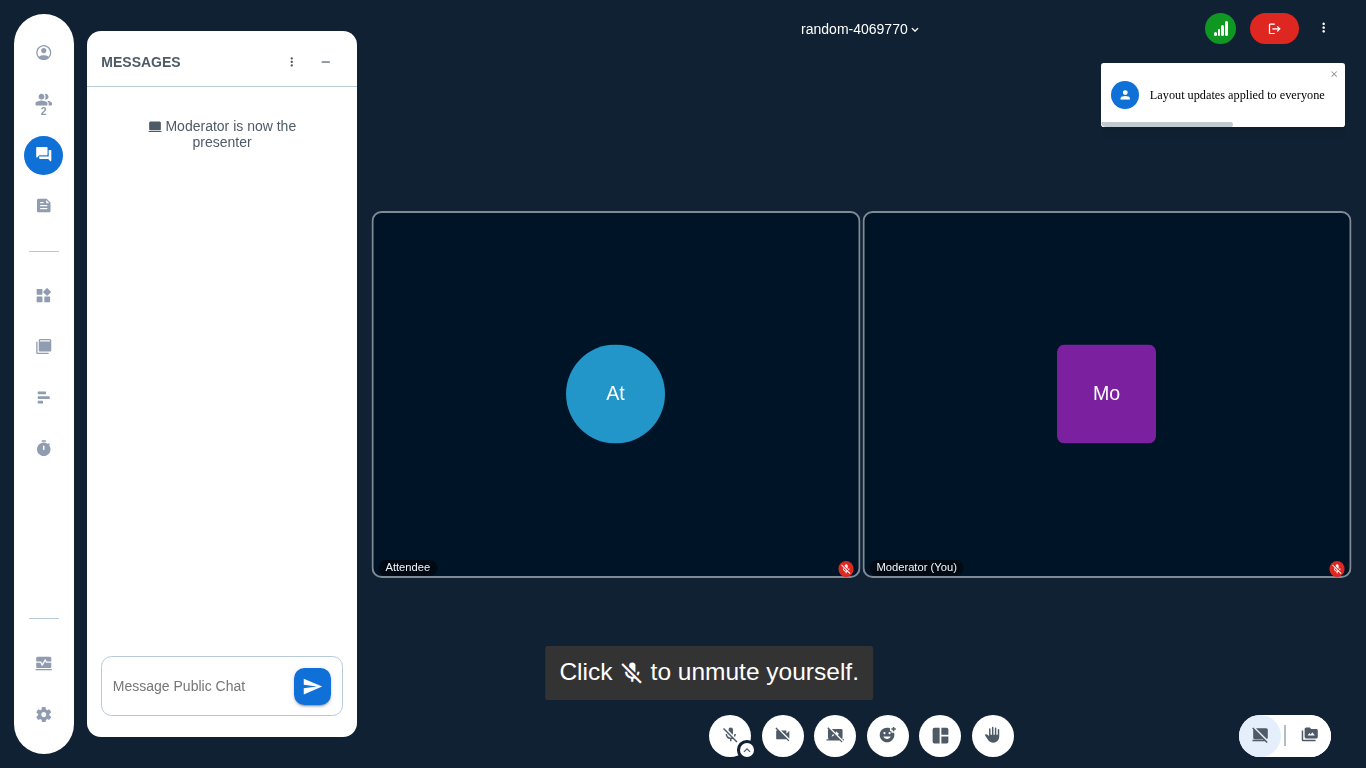 random-4069770
2
MESSAGES
Moderator is now the
presenter
Message Public Chat
Layout updates applied to everyone
At
Mo
Attendee
Moderator (You)
Click to unmute yourself.